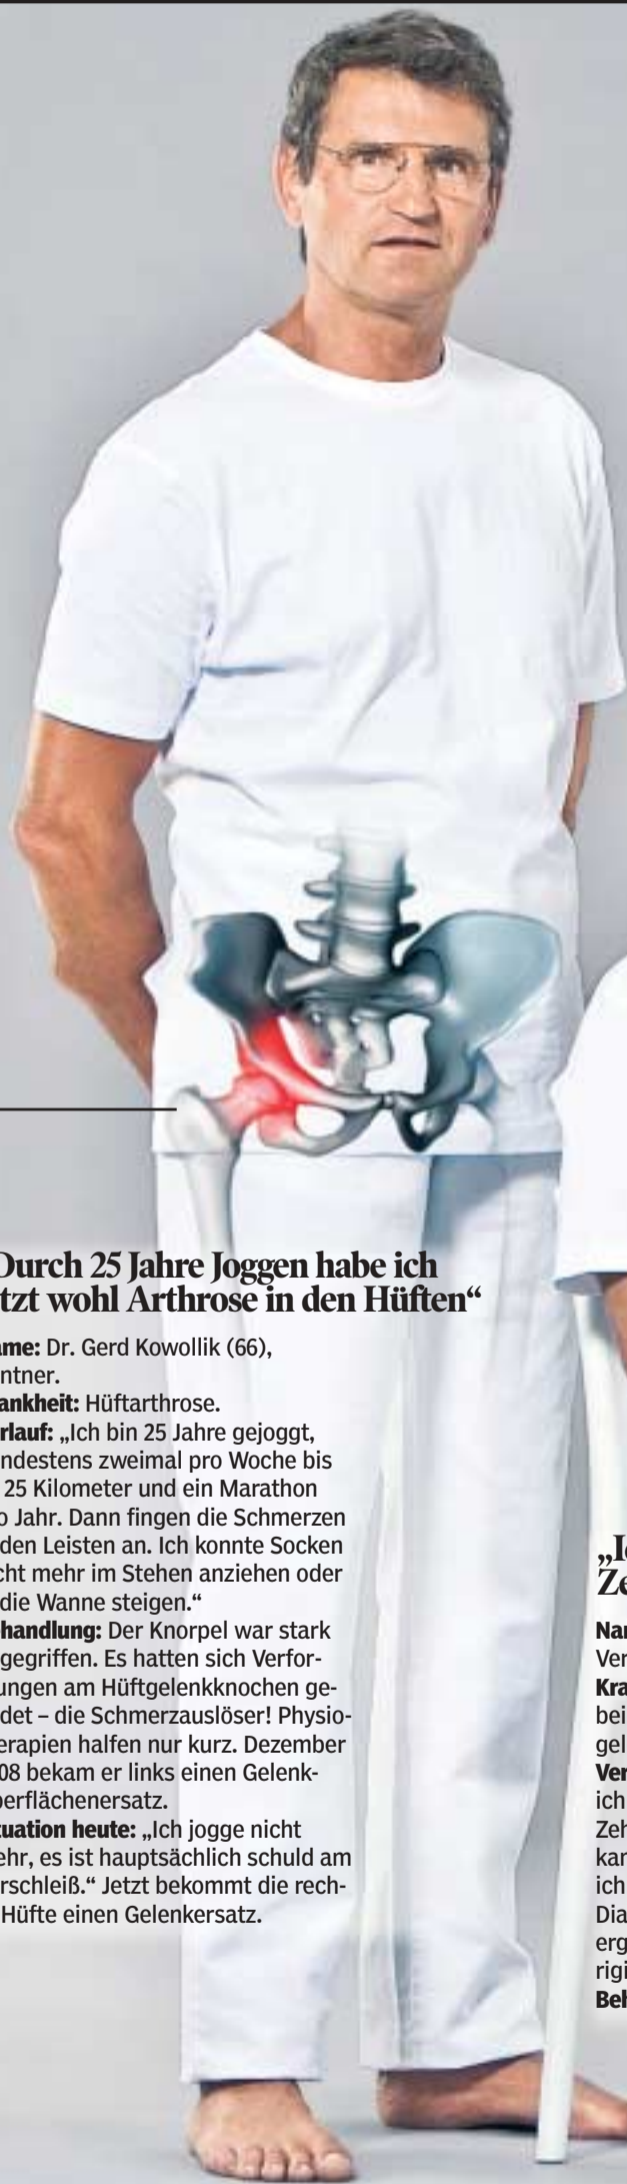 Durch 25 Jahre Joggen habe ich
tzt wohl Arthrose in den Hüften“
ame: Dr. Gerd Kowollik (66),
ntner.
ankheit: Hüftarthrose.
rlauf: „Ich bin 25 Jahre gejoggt,
ndestens zweimal pro Woche bis
25 Kilometer und ein Marathon
o Jahr. Dann fingen die Schmerzen
den Leisten an. Ich konnte Socken
cht mehr im Stehen anziehen oder
die Wanne steigen.“
handlung: Der Knorpel war stark
gegriffen. Es hatten sich Verfor-
ungen am Hüftgelenkknochen ge-
det – die Schmerzauslöser! Physio-
erapien halfen nur kurz. Dezember
08 bekam er links einen Gelenk-
berflächenersatz.
tuation heute: „Ich jogge nicht
ehr, es ist hauptsächlich schuld am
rschleiß.“ Jetzt bekommt die rech-
Hüfte einen Gelenkersatz.
„I
Ze
Nar
Ver
Kra
bei
gel
Ver
ich
Zeh
kar
ich
Dia
erg
rigi
Beh